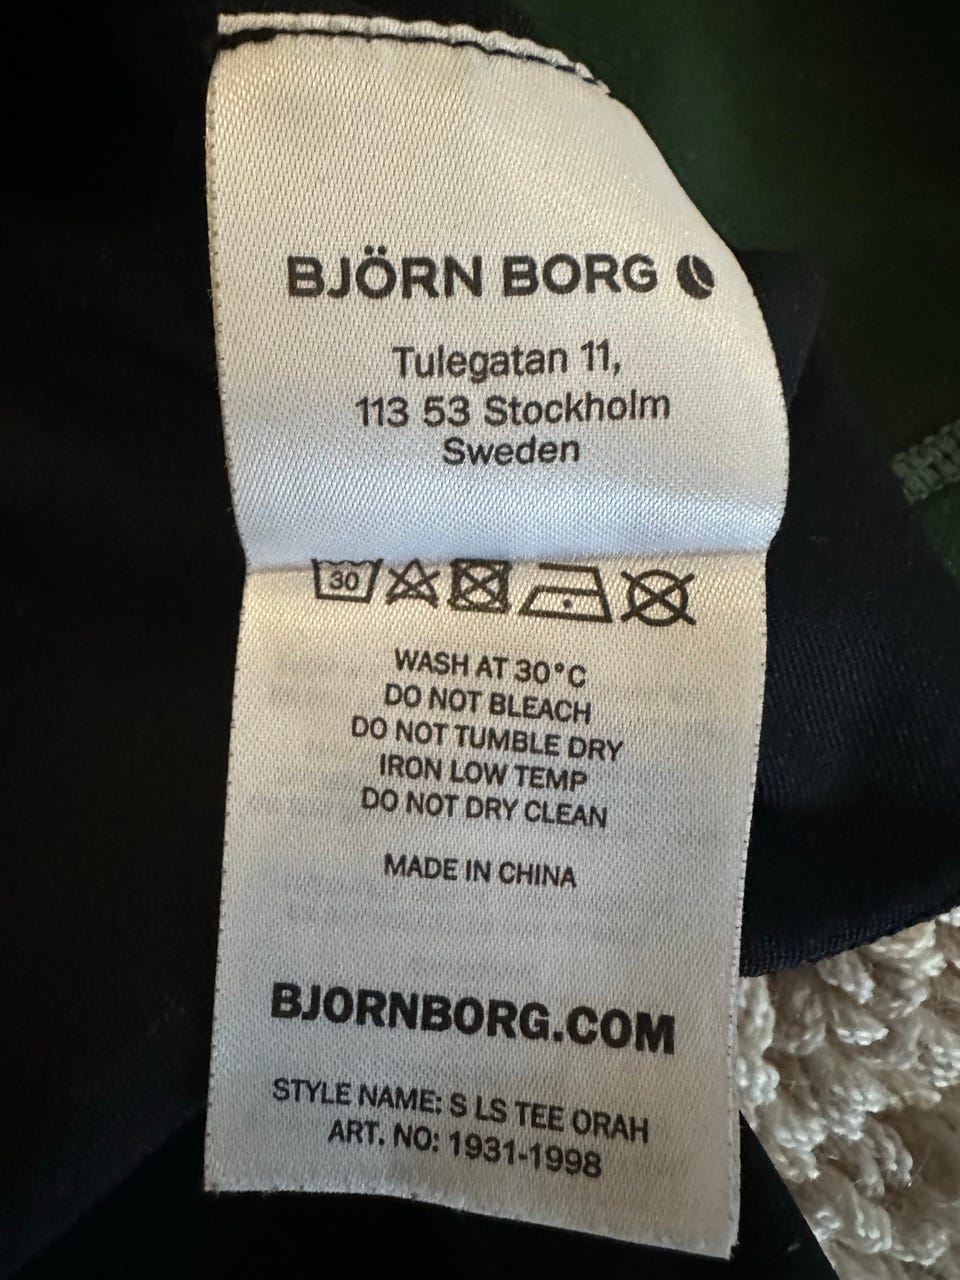 BJÖRN BORG
Tulegatan 11,
113 53 Stockholm
Sweden
30
WASH AT 30°C
DO NOT BLEACH
DO NOT TUMBLE DRY
IRON LOW TEMP
DO NOT DRY CLEAN
MADE IN CHINA
BJORNBORG.COM
STYLE NAME: S LS TEE ORAH
ART. NO: 1931-1998